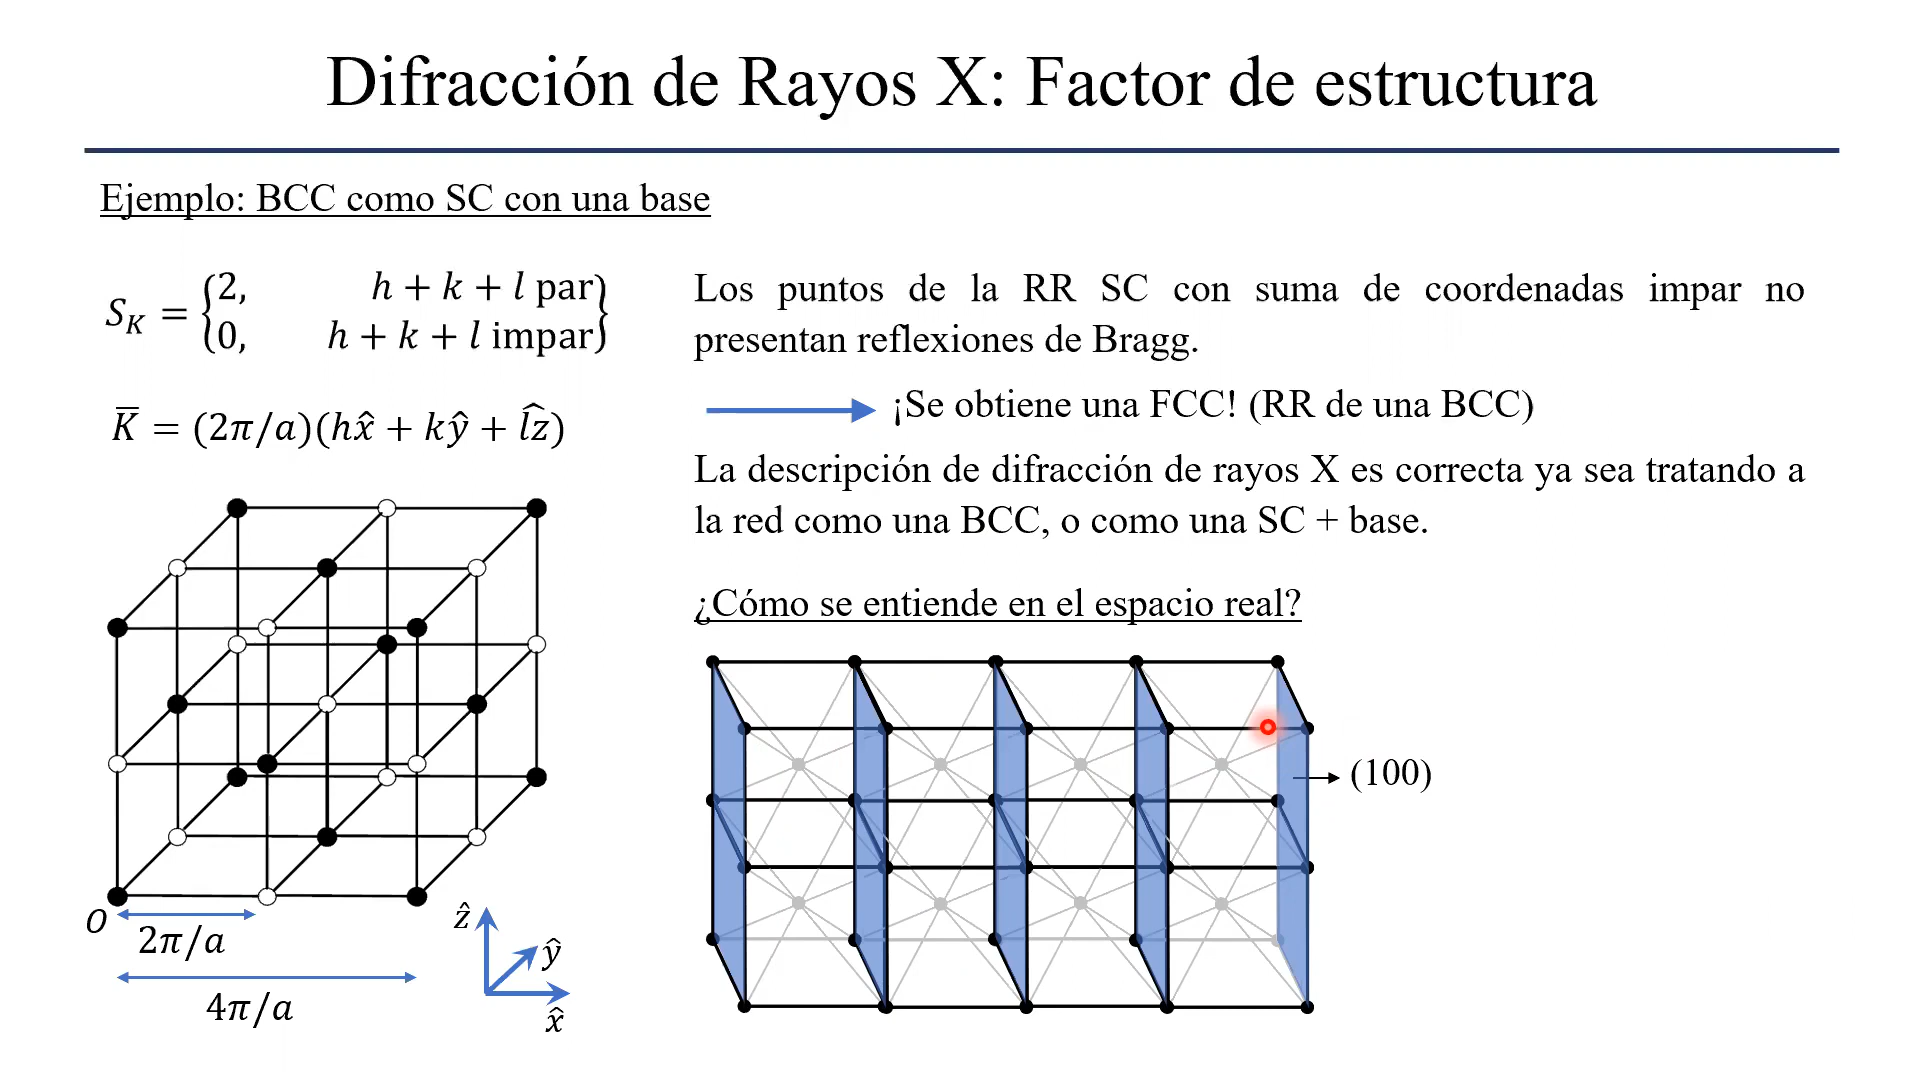 Difracción de Rayos X: Factor de estructura
Ejemplo: BCC como SC con una base
S_K = {2, h + k + l par
0, h + k + l impar}
K̅ = (2π/a)(hx̂ + kŷ + l̂z)
Los puntos de la RR SC con suma de coordenadas impar no
presentan reflexiones de Bragg.
¡Se obtiene una FCC! (RR de una BCC)
La descripción de difracción de rayos X es correcta ya sea tratando a
la red como una BCC, o como una SC + base.
¿Cómo se entiende en el espacio real?
(100)
O
2π/a
4π/a
ẑ
ŷ
x̂